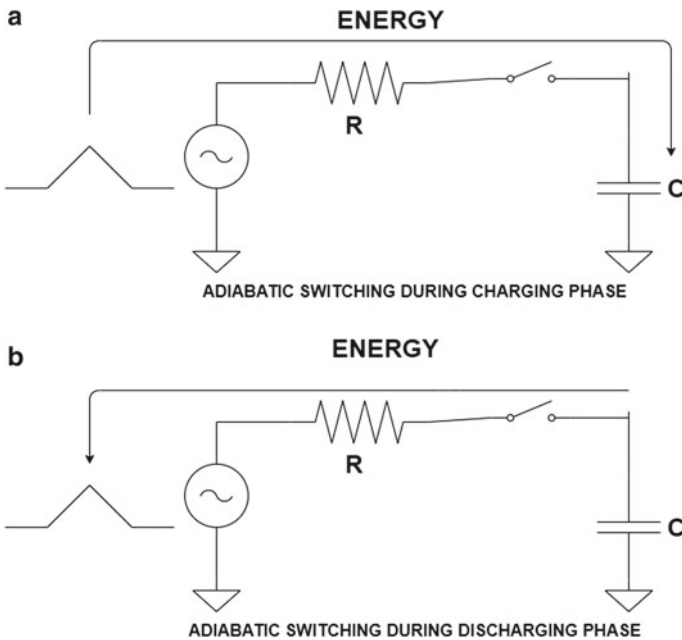 a
ENERGY
R
C
ADIABATIC SWITCHING DURING CHARGING PHASE
b
ENERGY
R
C
ADIABATIC SWITCHING DURING DISCHARGING PHASE